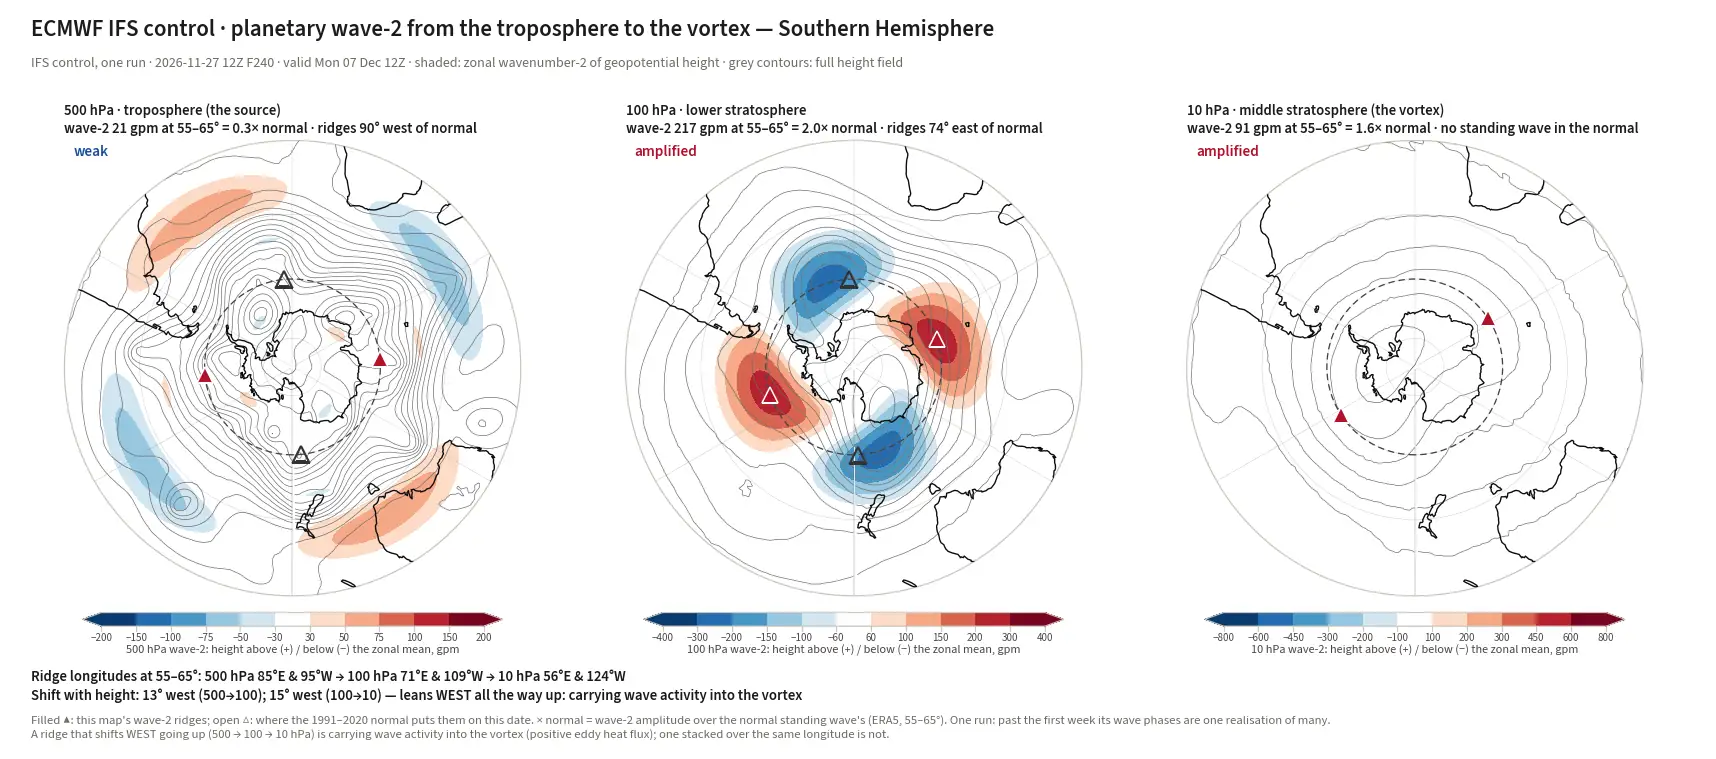 ECMWF IFS control · planetary wave-2 from the troposphere to the vortex — Southern Hemisphere
IFS control, one run · 2026-11-27 12Z F240 · valid Mon 07 Dec 12Z · shaded: zonal wavenumber-2 of geopotential height · grey contours: full height field
500 hPa · troposphere (the source)
wave-2 21 gpm at 55–65° = 0.3× normal · ridges 90° west of normal
weak
100 hPa · lower stratosphere
wave-2 217 gpm at 55–65° = 2.0× normal · ridges 74° east of normal
amplified
10 hPa · middle stratosphere (the vortex)
wave-2 91 gpm at 55–65° = 1.6× normal · no standing wave in the normal
amplified
−200 −150 −100 −75 −50 −30 30 50 75 100 150 200
500 hPa wave-2: height above (+) / below (−) the zonal mean, gpm
−400 −300 −200 −150 −100 −60 60 100 150 200 300 400
100 hPa wave-2: height above (+) / below (−) the zonal mean, gpm
−800 −600 −450 −300 −200 −100 100 200 300 450 600 800
10 hPa wave-2: height above (+) / below (−) the zonal mean, gpm
Ridge longitudes at 55–65°: 500 hPa 85°E & 95°W → 100 hPa 71°E & 109°W → 10 hPa 56°E & 124°W
Shift with height: 13° west (500→100); 15° west (100→10) — leans WEST all the way up: carrying wave activity into the vortex
Filled ▲: this map's wave-2 ridges; open △: where the 1991–2020 normal puts them on this date. × normal = wave-2 amplitude over the normal standing wave's (ERA5, 55–65°). One run: past the first week its wave phases are one realisation of many.
A ridge that shifts WEST going up (500 → 100 → 10 hPa) is carrying wave activity into the vortex (positive eddy heat flux); one stacked over the same longitude is not.